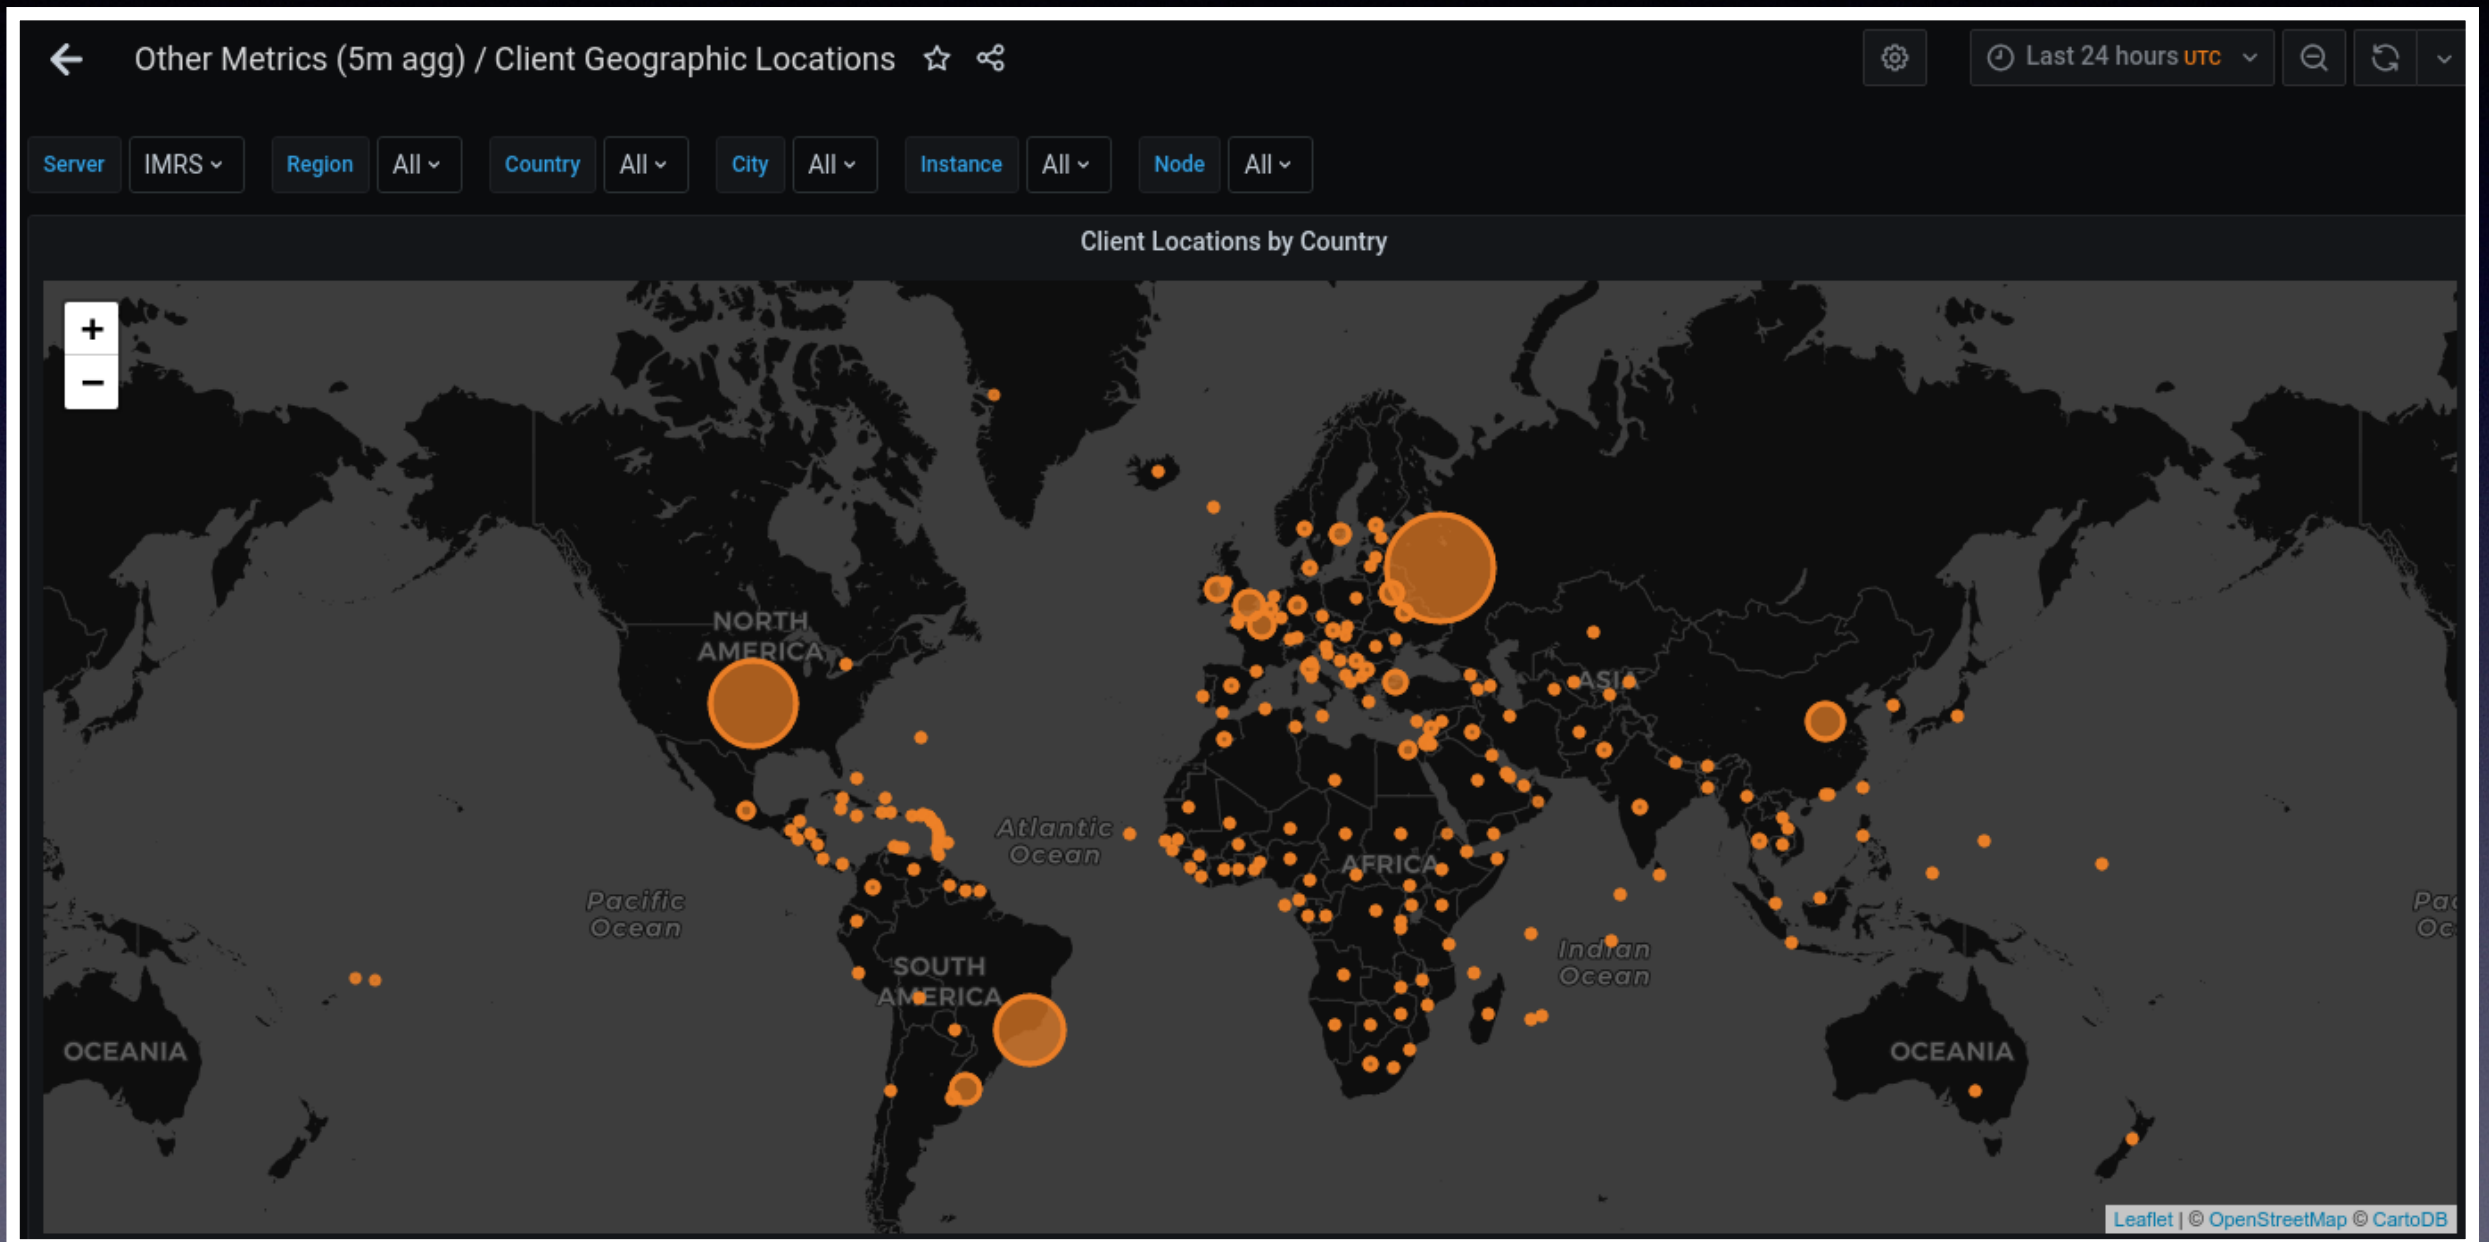 Other Metrics (5m agg) / Client Geographic Locations
Last 24 hours UTC
Server IMRS Region All Country All City All Instance All Node All
Client Locations by Country
+
−
NORTH
AMERICA
ASIA
Atlantic
Ocean
AFRICA
Pacific
Ocean
Pac
Oc
SOUTH
AMERICA
Indian
Ocean
OCEANIA
OCEANIA
Leaflet | © OpenStreetMap © CartoDB